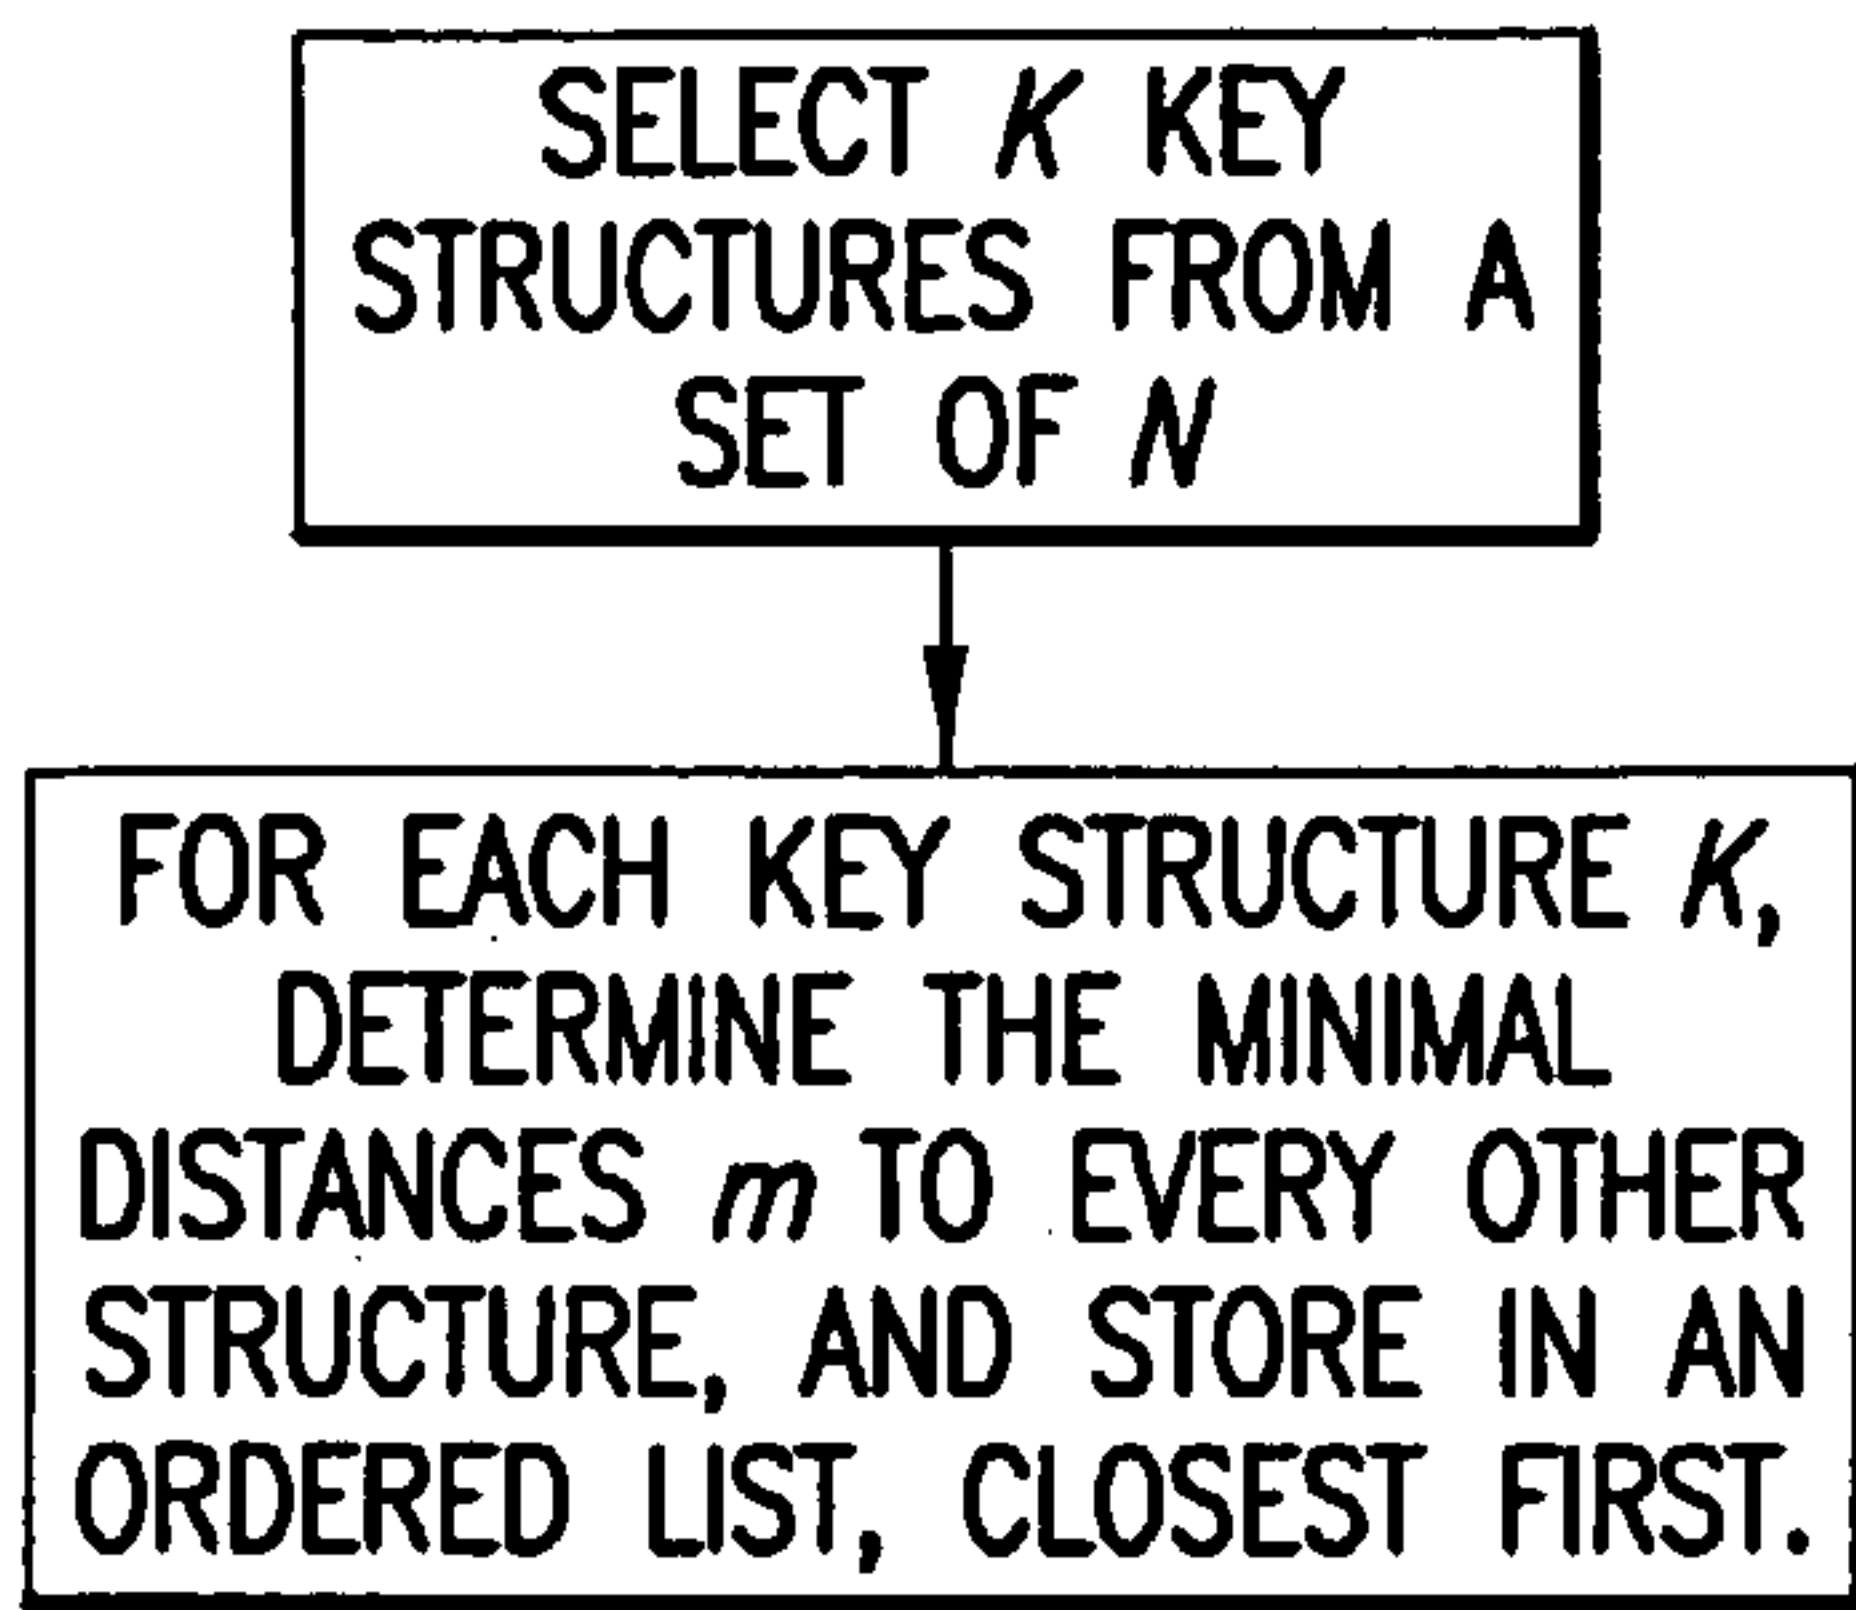 SELECT K KEY
STRUCTURES FROM A
SET OF N
FOR EACH KEY STRUCTURE K,
DETERMINE THE MINIMAL
DISTANCES m TO EVERY OTHER
STRUCTURE, AND STORE IN AN
ORDERED LIST, CLOSEST FIRST.